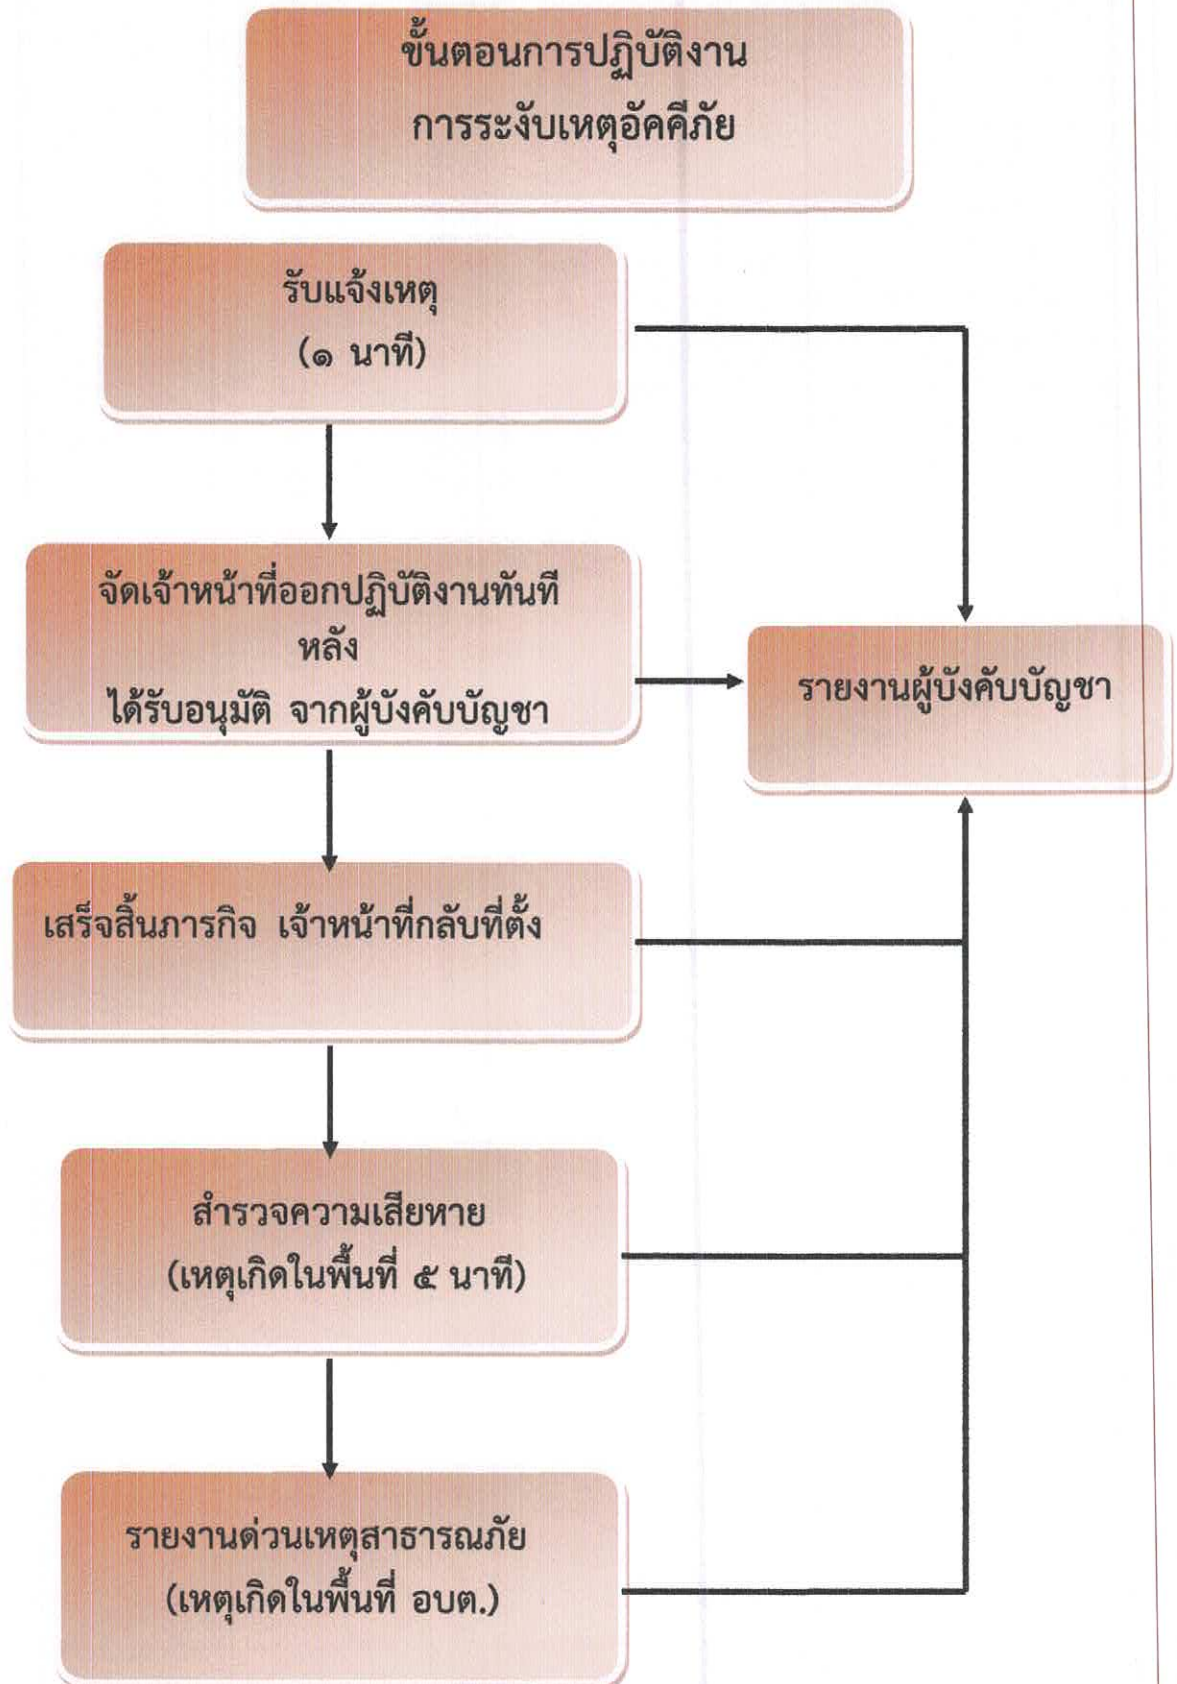 ขั้นตอนการปฏิบัติงาน
การระงับเหตุอัคคีภัย
รับแจ้งเหตุ
(๑ นาที)
จัดเจ้าหน้าที่ออกปฏิบัติงานทันที
หลัง
ได้รับอนุมัติ จากผู้บังคับบัญชา
รายงานผู้บังคับบัญชา
เสร็จสิ้นภารกิจ เจ้าหน้าที่กลับที่ตั้ง
สำรวจความเสียหาย
(เหตุเกิดในพื้นที่ ๕ นาที)
รายงานด่วนเหตุสาธารณภัย
(เหตุเกิดในพื้นที่ อบต.)